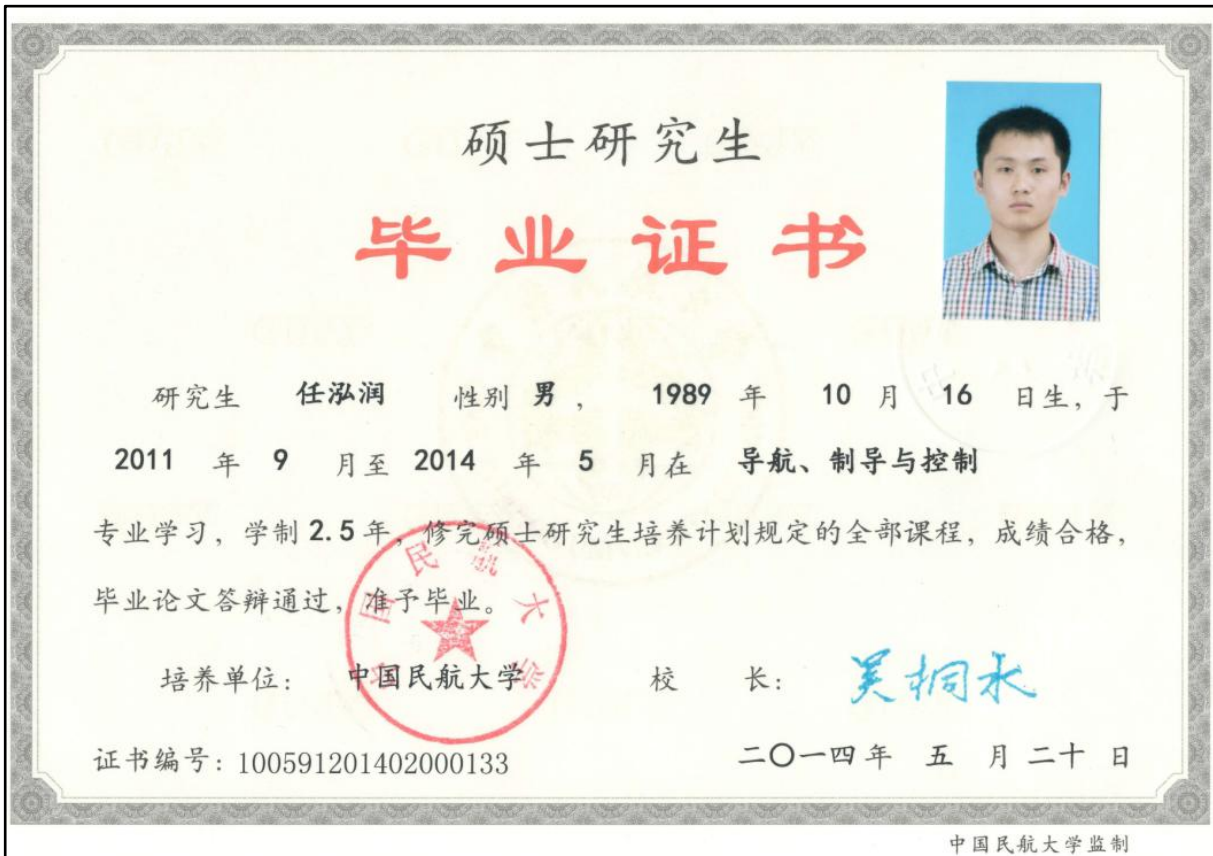 硕士研究生
毕业证书
研究生 任泓润 性别 男， 1989 年 10 月 16 日生，于
2011 年 9 月至 2014 年 5 月在 导航、制导与控制
专业学习，学制 2.5 年，修完硕士研究生培养计划规定的全部课程，成绩合格，
毕业论文答辩通过，准予毕业。
中国民航大学
培养单位： 中国民航大学 校 长： 吴桐水
证书编号：100591201402000133 二〇一四年 五 月 二十 日
中国民航大学监制